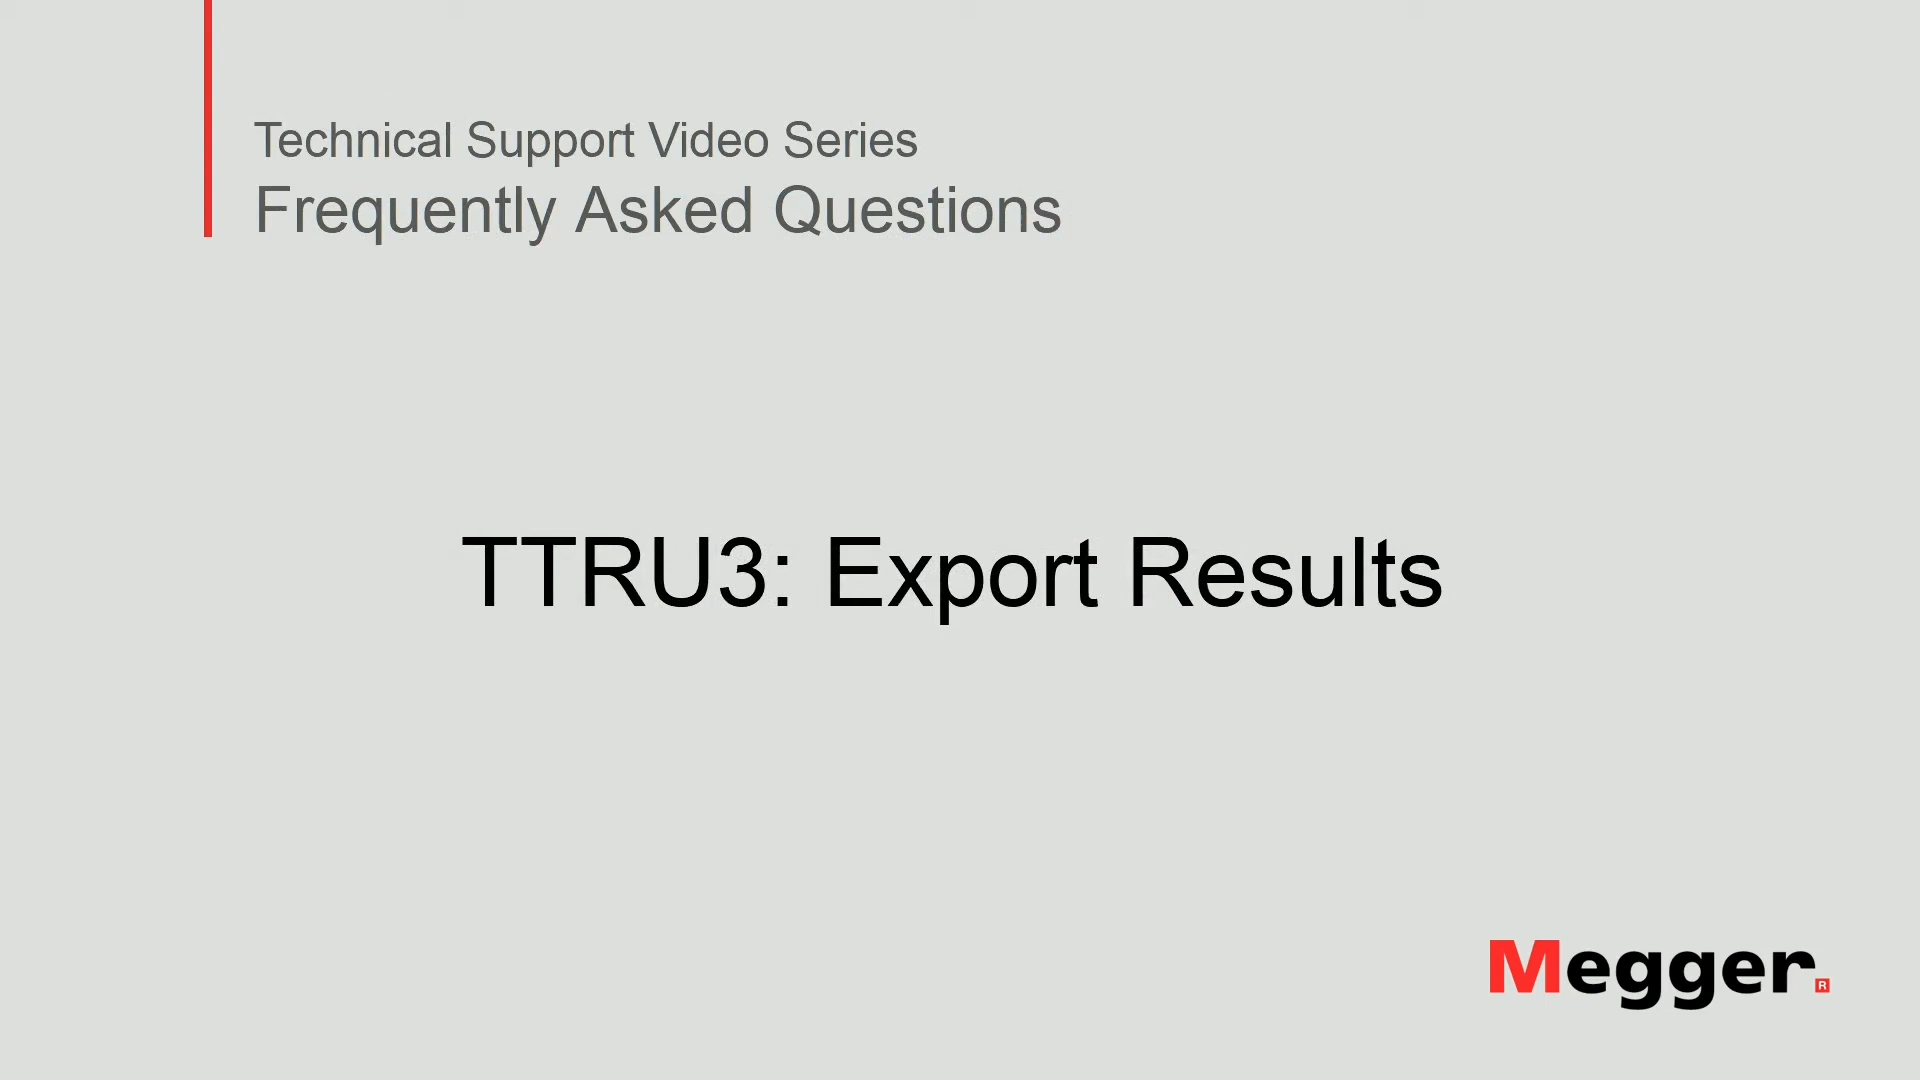 Technical Support Video Series
Frequently Asked Questions
TTRU3: Export Results
Megger®